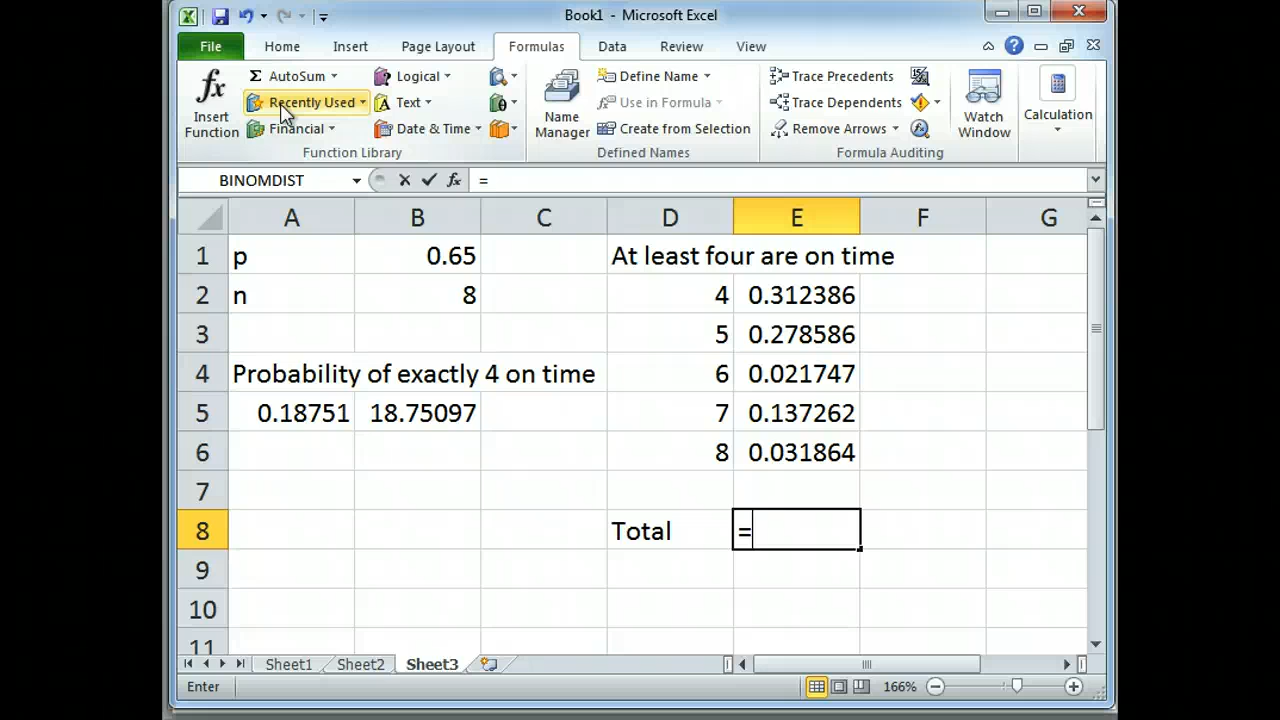 Book1 - Microsoft Excel
File Home Insert Page Layout Formulas Data Review View
fx Insert Function
Σ AutoSum
Recently Used
Financial
Logical
A Text
Date & Time
θ
Function Library
Name Manager
Define Name
Use in Formula
Create from Selection
Defined Names
Trace Precedents
Trace Dependents
Remove Arrows
Formula Auditing
Watch Window
Calculation
BINOMDIST fx =
A B C D E F G
1 p 0.65 At least four are on time
2 n 8 4 0.312386
3 5 0.278586
4 Probability of exactly 4 on time 6 0.021747
5 0.18751 18.75097 7 0.137262
6 8 0.031864
7
8 Total =
9
10
11
Sheet1 Sheet2 Sheet3
Enter 166%